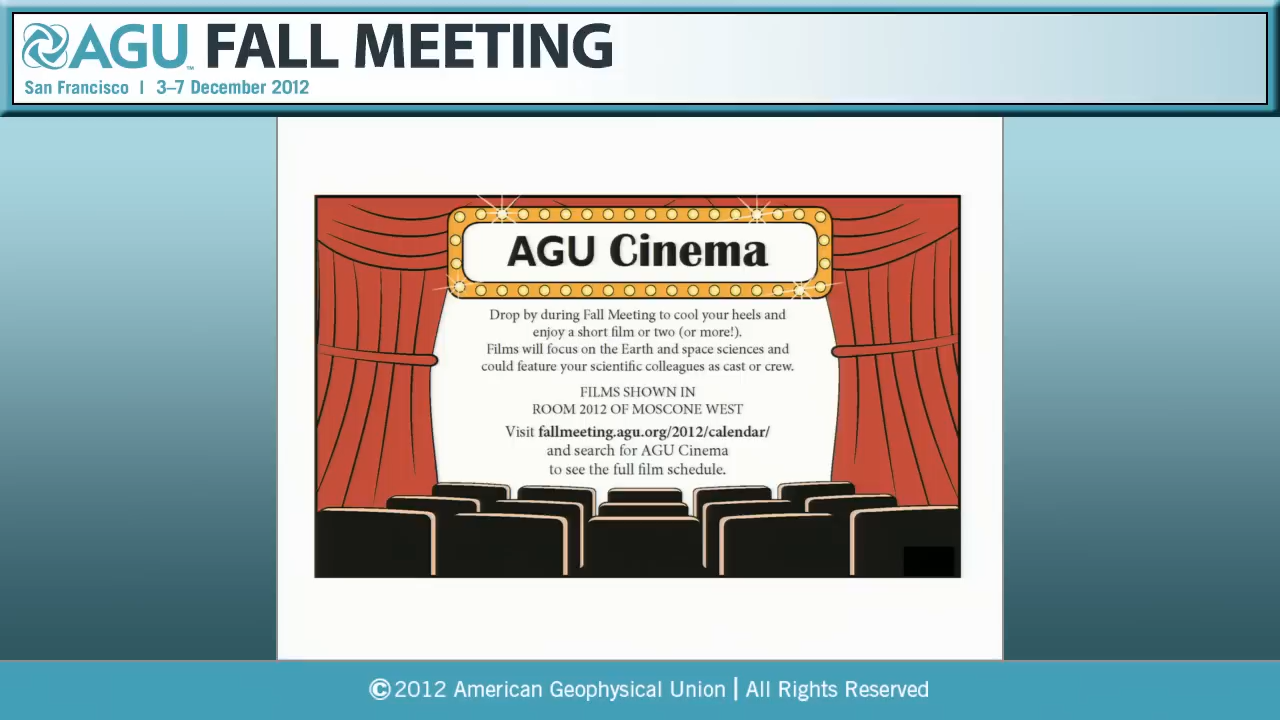 AGU™ FALL MEETING
San Francisco | 3–7 December 2012
AGU Cinema
Drop by during Fall Meeting to cool your heels and
enjoy a short film or two (or more!).
Films will focus on the Earth and space sciences and
could feature your scientific colleagues as cast or crew.
FILMS SHOWN IN
ROOM 2012 OF MOSCONE WEST
Visit fallmeeting.agu.org/2012/calendar/
and search for AGU Cinema
to see the full film schedule.
©2012 American Geophysical Union | All Rights Reserved